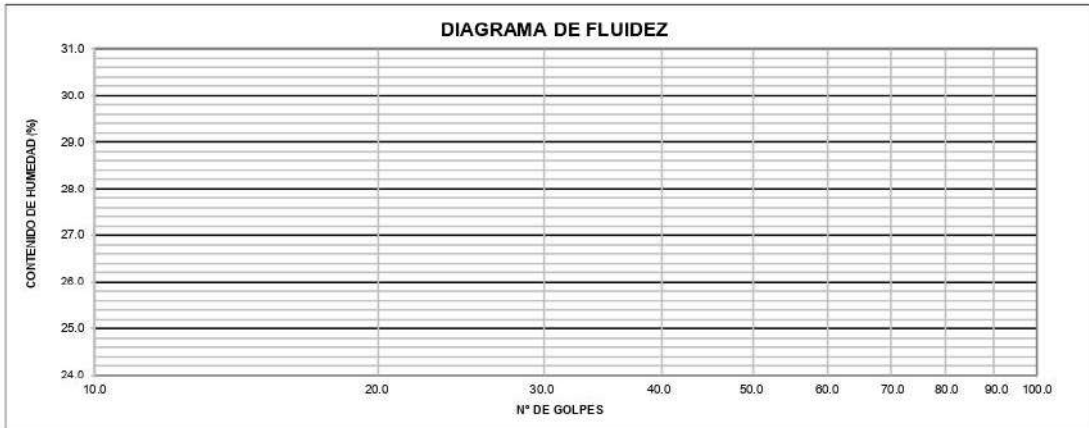 DIAGRAMA DE FLUIDEZ
CONTENIDO DE HUMEDAD (%)
31.0
30.0
29.0
28.0
27.0
26.0
25.0
24.0
10.0 20.0 30.0 40.0 50.0 60.0 70.0 80.0 90.0 100.0
N° DE GOLPES